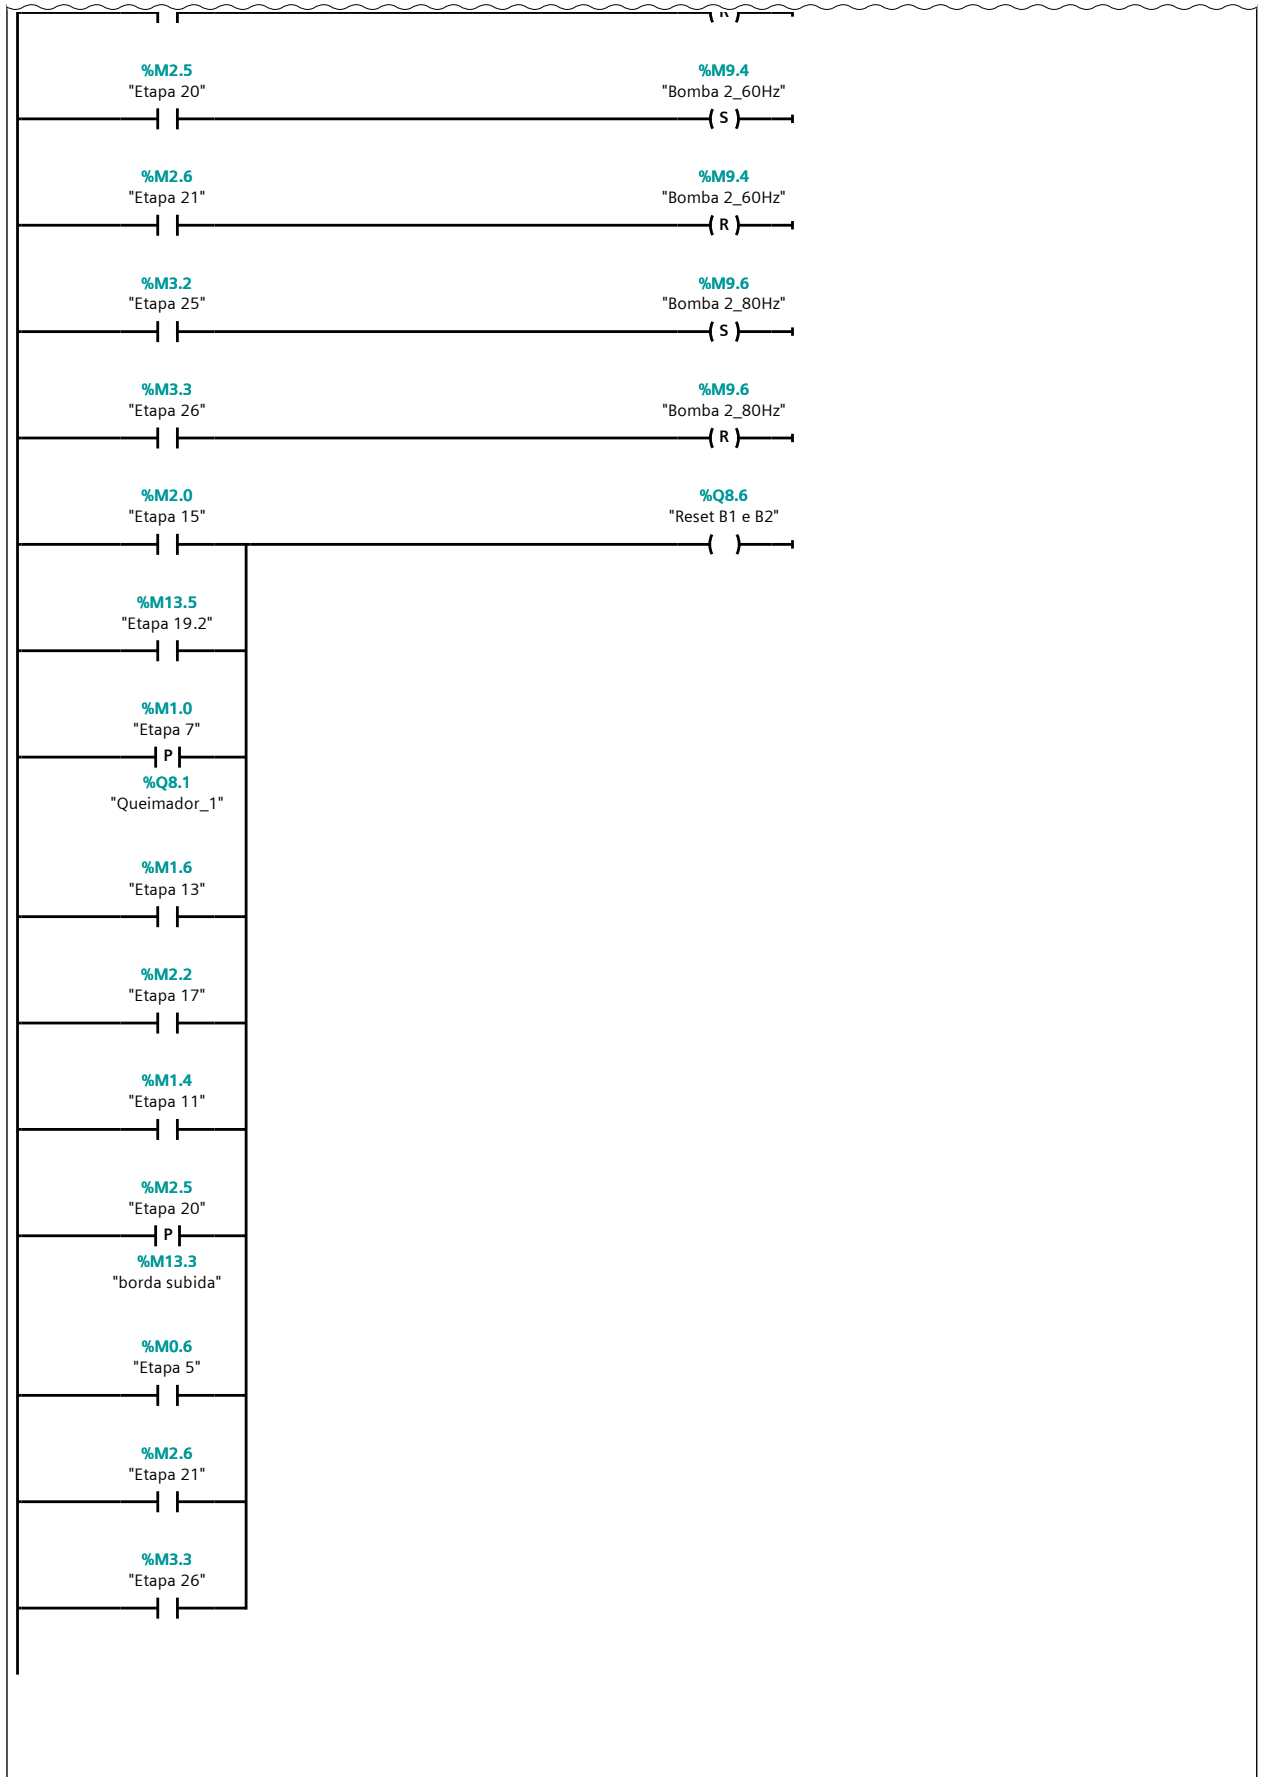 %M2.5 %M9.4
"Etapa 20" "Bomba 2_60Hz"
S
%M2.6 %M9.4
"Etapa 21" "Bomba 2_60Hz"
R
%M3.2 %M9.6
"Etapa 25" "Bomba 2_80Hz"
S
%M3.3 %M9.6
"Etapa 26" "Bomba 2_80Hz"
R
%M2.0 %Q8.6
"Etapa 15" "Reset B1 e B2"
%M13.5
"Etapa 19.2"
%M1.0
"Etapa 7"
P
%Q8.1
"Queimador_1"
%M1.6
"Etapa 13"
%M2.2
"Etapa 17"
%M1.4
"Etapa 11"
%M2.5
"Etapa 20"
P
%M13.3
"borda subida"
%M0.6
"Etapa 5"
%M2.6
"Etapa 21"
%M3.3
"Etapa 26"